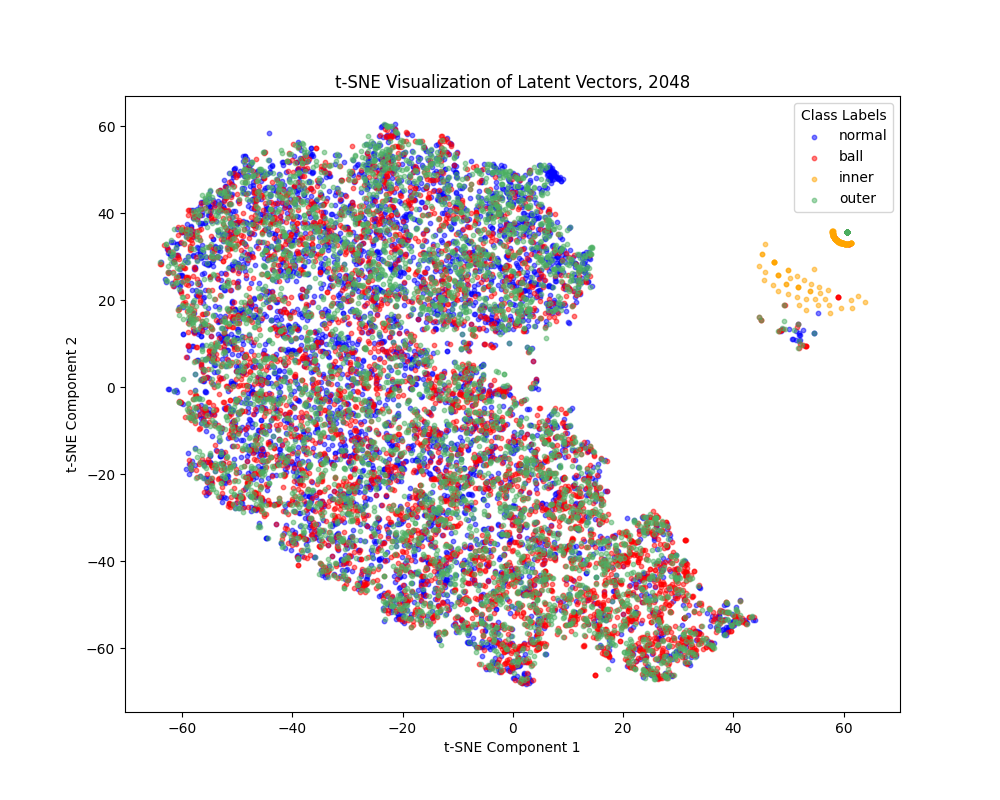 t-SNE Visualization of Latent Vectors, 2048
Class Labels
normal
ball
inner
outer
60
40
20
0
−20
−40
−60
t-SNE Component 2
−60
−40
−20
0
20
40
60
t-SNE Component 1